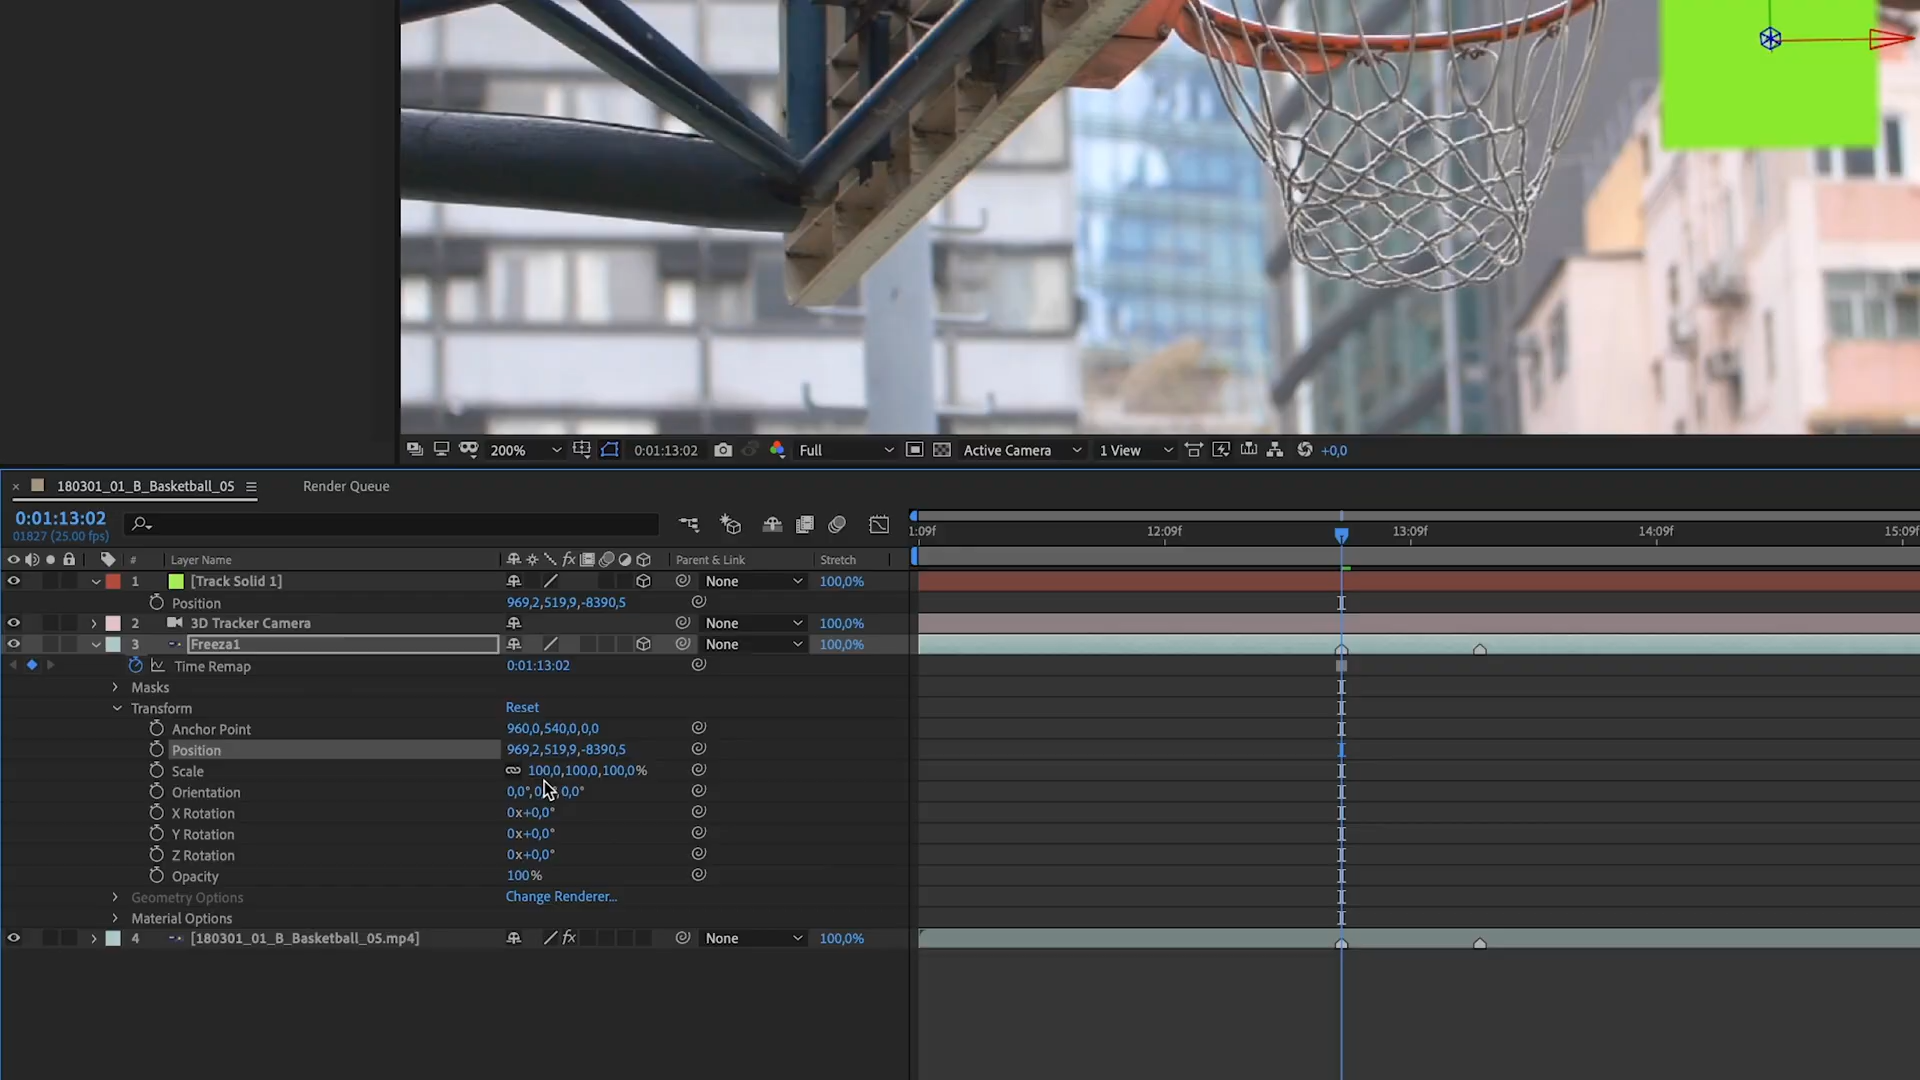 200% 0:01:13:02 Full Active Camera 1 View +0,0
180301_01_B_Basketball_05 Render Queue
0:01:13:02
01827 (25.00 fps)
1:09f 12:09f 13:09f 14:09f 15:09f
# Layer Name Parent & Link Stretch
1 [Track Solid 1] None 100,0%
Position 969,2,519,9,-8390,5
2 3D Tracker Camera None 100,0%
3 Freeza1 None 100,0%
Time Remap 0:01:13:02
Masks
Transform Reset
Anchor Point 960,0,540,0,0,0
Position 969,2,519,9,-8390,5
Scale 100,0,100,0,100,0%
Orientation 0,0°, 0, °, 0,0°
X Rotation 0x+0,0°
Y Rotation 0x+0,0°
Z Rotation 0x+0,0°
Opacity 100%
Geometry Options Change Renderer...
Material Options
4 [180301_01_B_Basketball_05.mp4] None 100,0%